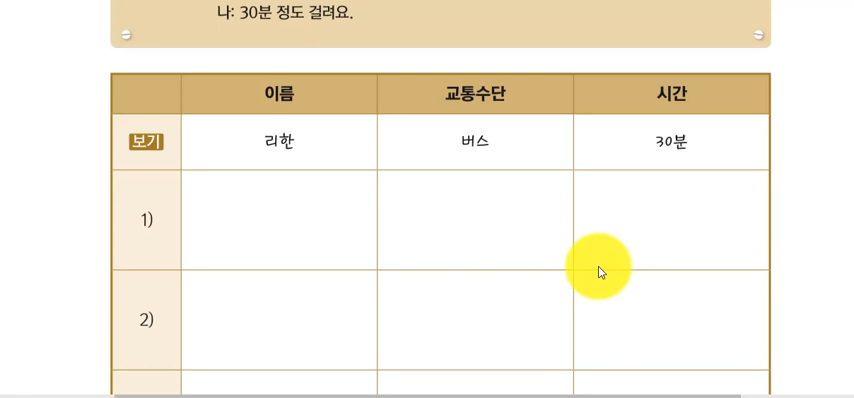 나: 30분 정도 걸려요.
이름 교통수단 시간
보기 리한 버스 30분
1)
2)